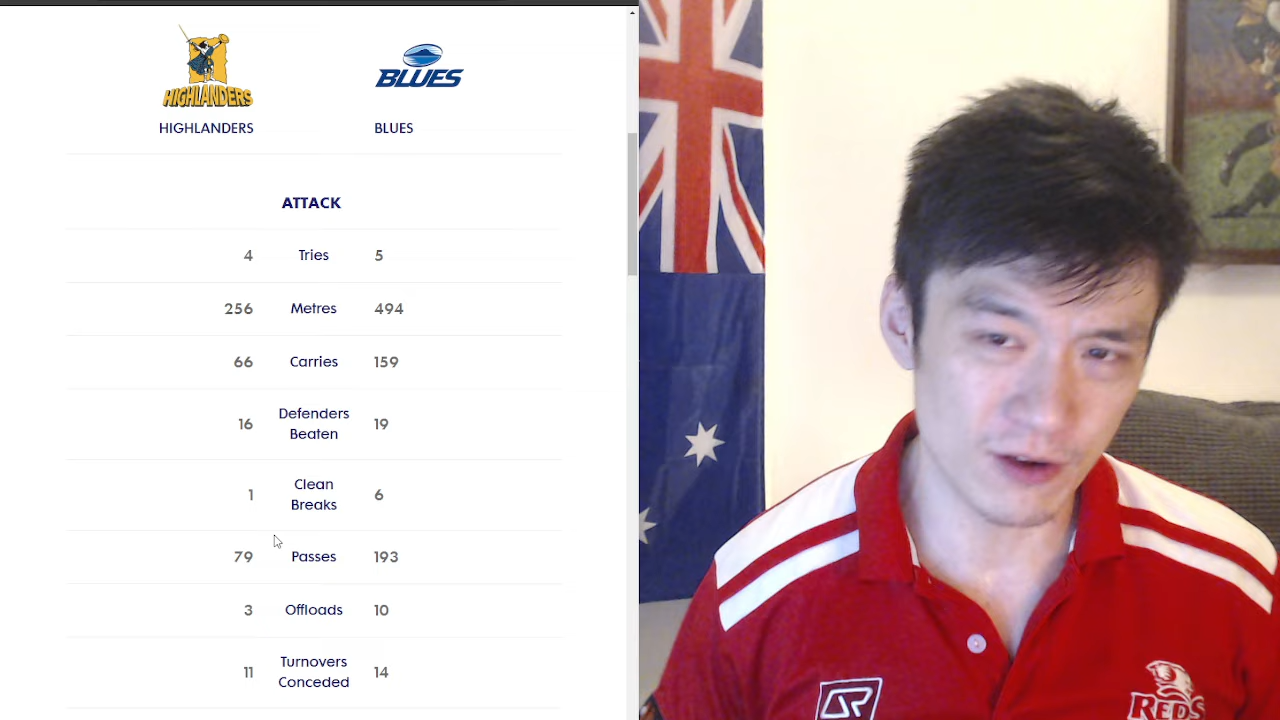 HIGHLANDERS
BLUES
HIGHLANDERS BLUES
ATTACK
4 Tries 5
256 Metres 494
66 Carries 159
16 Defenders Beaten 19
1 Clean Breaks 6
79 Passes 193
3 Offloads 10
11 Turnovers Conceded 14
REDS